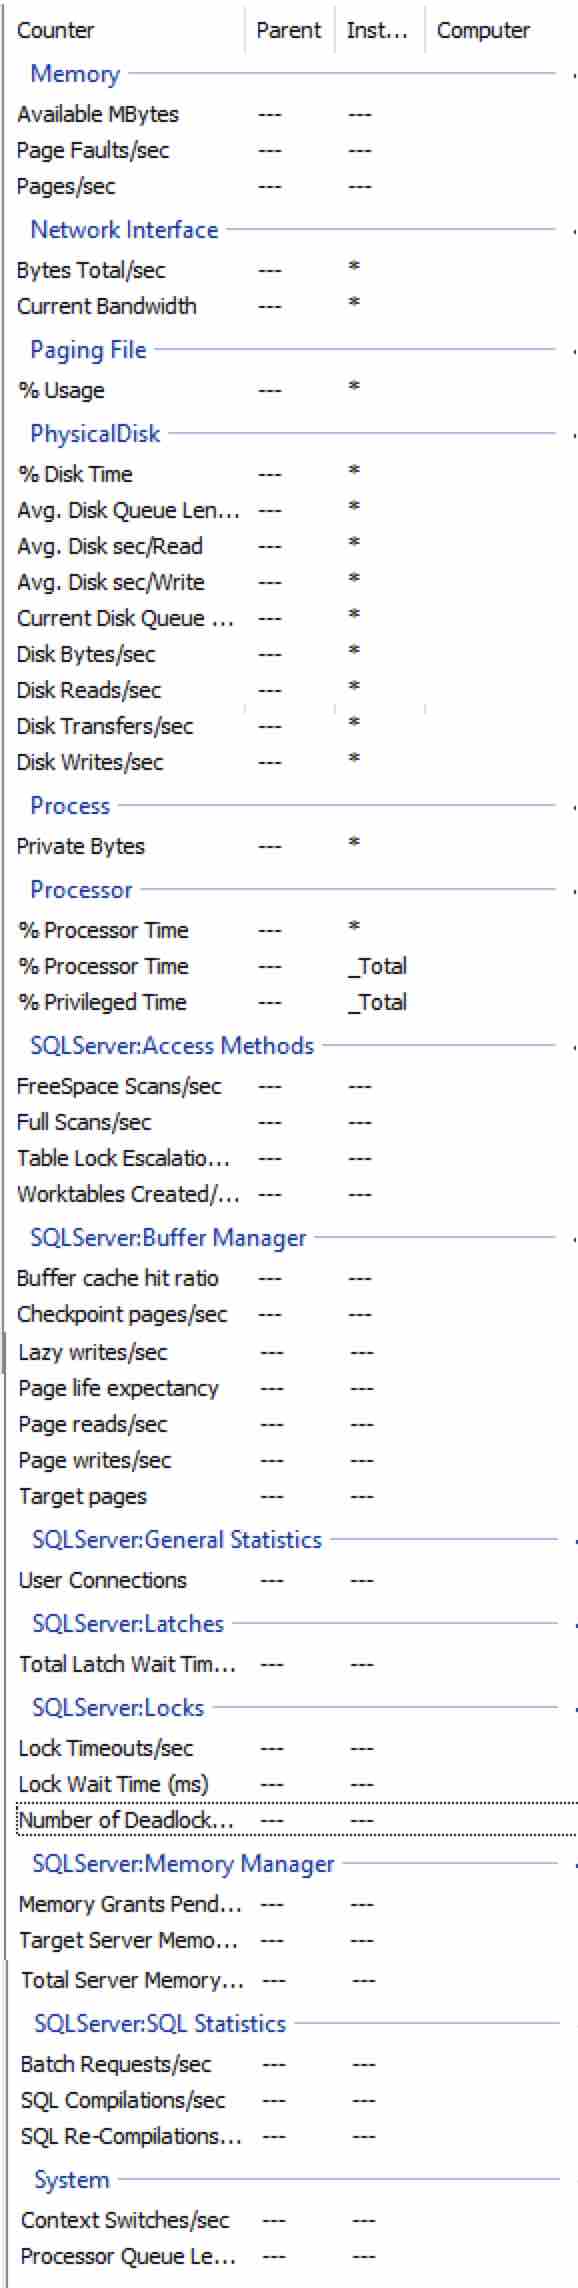 Counter Parent Inst... Computer
Memory
Available MBytes --- ---
Page Faults/sec --- ---
Pages/sec --- ---
Network Interface
Bytes Total/sec --- *
Current Bandwidth --- *
Paging File
% Usage --- *
PhysicalDisk
% Disk Time --- *
Avg. Disk Queue Len... --- *
Avg. Disk sec/Read --- *
Avg. Disk sec/Write --- *
Current Disk Queue ... --- *
Disk Bytes/sec --- *
Disk Reads/sec --- *
Disk Transfers/sec --- *
Disk Writes/sec --- *
Process
Private Bytes --- *
Processor
% Processor Time --- *
% Processor Time --- _Total
% Privileged Time --- _Total
SQLServer:Access Methods
FreeSpace Scans/sec --- ---
Full Scans/sec --- ---
Table Lock Escalatio... --- ---
Worktables Created/... --- ---
SQLServer:Buffer Manager
Buffer cache hit ratio --- ---
Checkpoint pages/sec --- ---
Lazy writes/sec --- ---
Page life expectancy --- ---
Page reads/sec --- ---
Page writes/sec --- ---
Target pages --- ---
SQLServer:General Statistics
User Connections --- ---
SQLServer:Latches
Total Latch Wait Tim... --- ---
SQLServer:Locks
Lock Timeouts/sec --- ---
Lock Wait Time (ms) --- ---
Number of Deadlock... --- ---
SQLServer:Memory Manager
Memory Grants Pend... --- ---
Target Server Memo... --- ---
Total Server Memory... --- ---
SQLServer:SQL Statistics
Batch Requests/sec --- ---
SQL Compilations/sec --- ---
SQL Re-Compilations... --- ---
System
Context Switches/sec --- ---
Processor Queue Le... --- ---